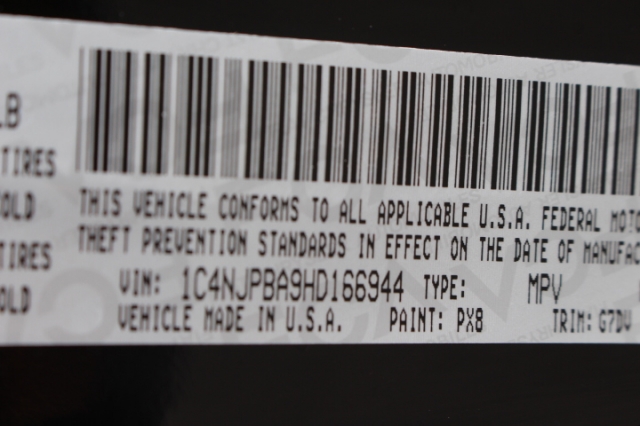 LB
TIRES
OLD
TIRES
OLD
THIS VEHICLE CONFORMS TO ALL APPLICABLE U.S.A. FEDERAL MOTO
THEFT PREVENTION STANDARDS IN EFFECT ON THE DATE OF MANUFAC
VIN: 1C4NJPBA9HD166944 TYPE: MPV
VEHICLE MADE IN U.S.A. PAINT: PX8 TRIM: G7DV